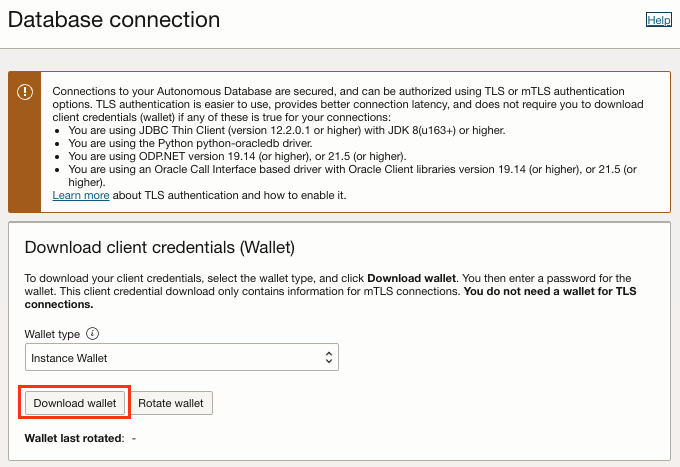 Database connection
Help
Connections to your Autonomous Database are secured, and can be authorized using TLS or mTLS authentication
options. TLS authentication is easier to use, provides better connection latency, and does not require you to download
client credentials (wallet) if any of these is true for your connections:
• You are using JDBC Thin Client (version 12.2.0.1 or higher) with JDK 8(u163+) or higher.
• You are using the Python python-oracledb driver.
• You are using ODP.NET version 19.14 (or higher), or 21.5 (or higher).
• You are using an Oracle Call Interface based driver with Oracle Client libraries version 19.14 (or higher), or 21.5 (or
higher).
Learn more about TLS authentication and how to enable it.
Download client credentials (Wallet)
To download your client credentials, select the wallet type, and click Download wallet. You then enter a password for the
wallet. This client credential download only contains information for mTLS connections. You do not need a wallet for TLS
connections.
Wallet type
Instance Wallet
Download wallet Rotate wallet
Wallet last rotated: -